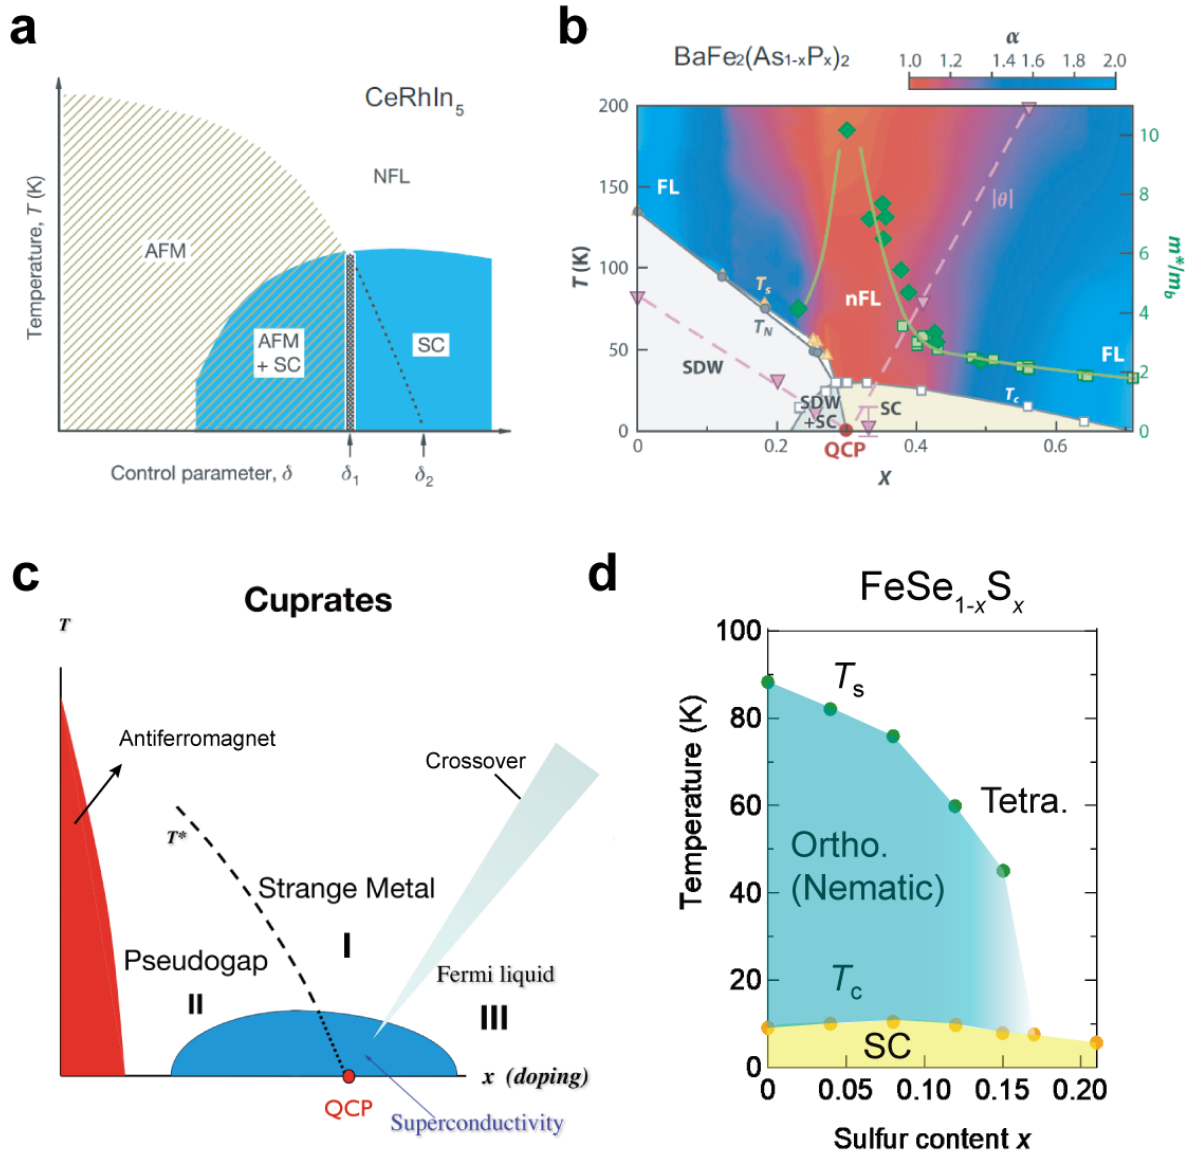 a
CeRhIn5
NFL
AFM
AFM
+ SC
SC
Temperature, T (K)
Control parameter, δ
δ1
δ2
b
BaFe2(As1-xPx)2
α
1.0 1.2 1.4 1.6 1.8 2.0
200
150
100
50
0
T (K)
FL
Ts
TN
nFL
|θ|
SDW
SDW
+SC
SC
Tc
FL
QCP
0 0.2 0.4 0.6
X
10
8
6
4
2
0
m*/mb
c
Cuprates
T
Antiferromagnet
Crossover
T*
Strange Metal
I
Pseudogap
II
Fermi liquid
III
x (doping)
QCP
Superconductivity
d
FeSe1-xSx
100
80
60
40
20
0
Temperature (K)
Ts
Tetra.
Ortho.
(Nematic)
Tc
SC
0 0.05 0.10 0.15 0.20
Sulfur content x